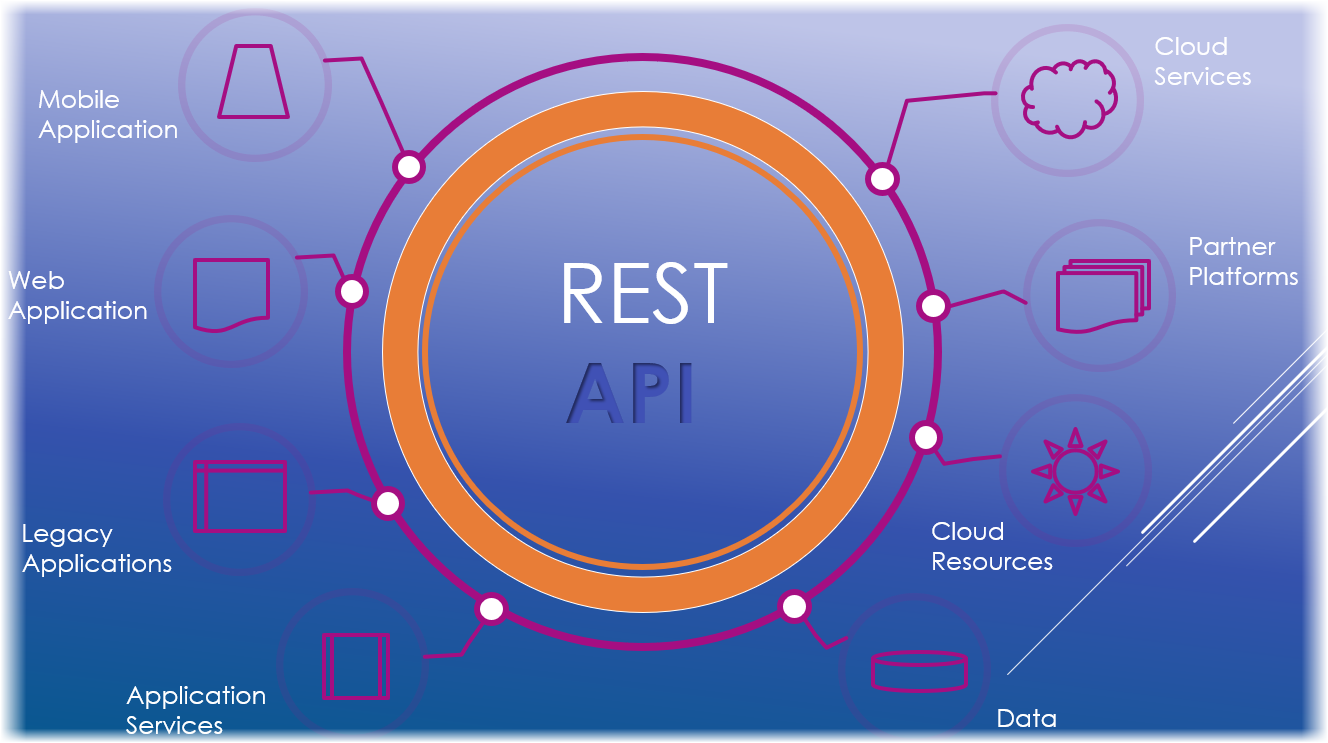 Mobile
Application
Web
Application
Legacy
Applications
Application
Services
REST
API
Cloud
Services
Partner
Platforms
Cloud
Resources
Data